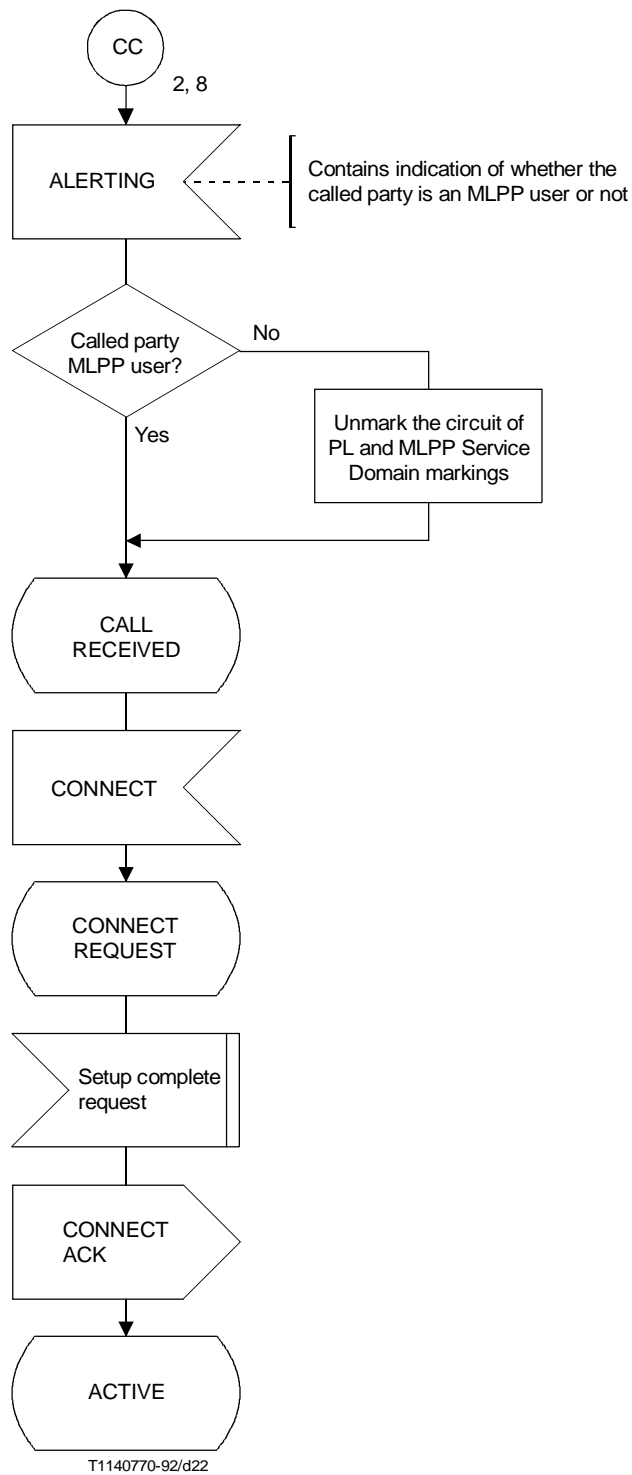 CC
2, 8
ALERTING
Contains indication of whether the
called party is an MLPP user or not
Called party
MLPP user?
No
Yes
Unmark the circuit of
PL and MLPP Service
Domain markings
CALL
RECEIVED
CONNECT
CONNECT
REQUEST
Setup complete
request
CONNECT
ACK
ACTIVE
T1140770-92/d22